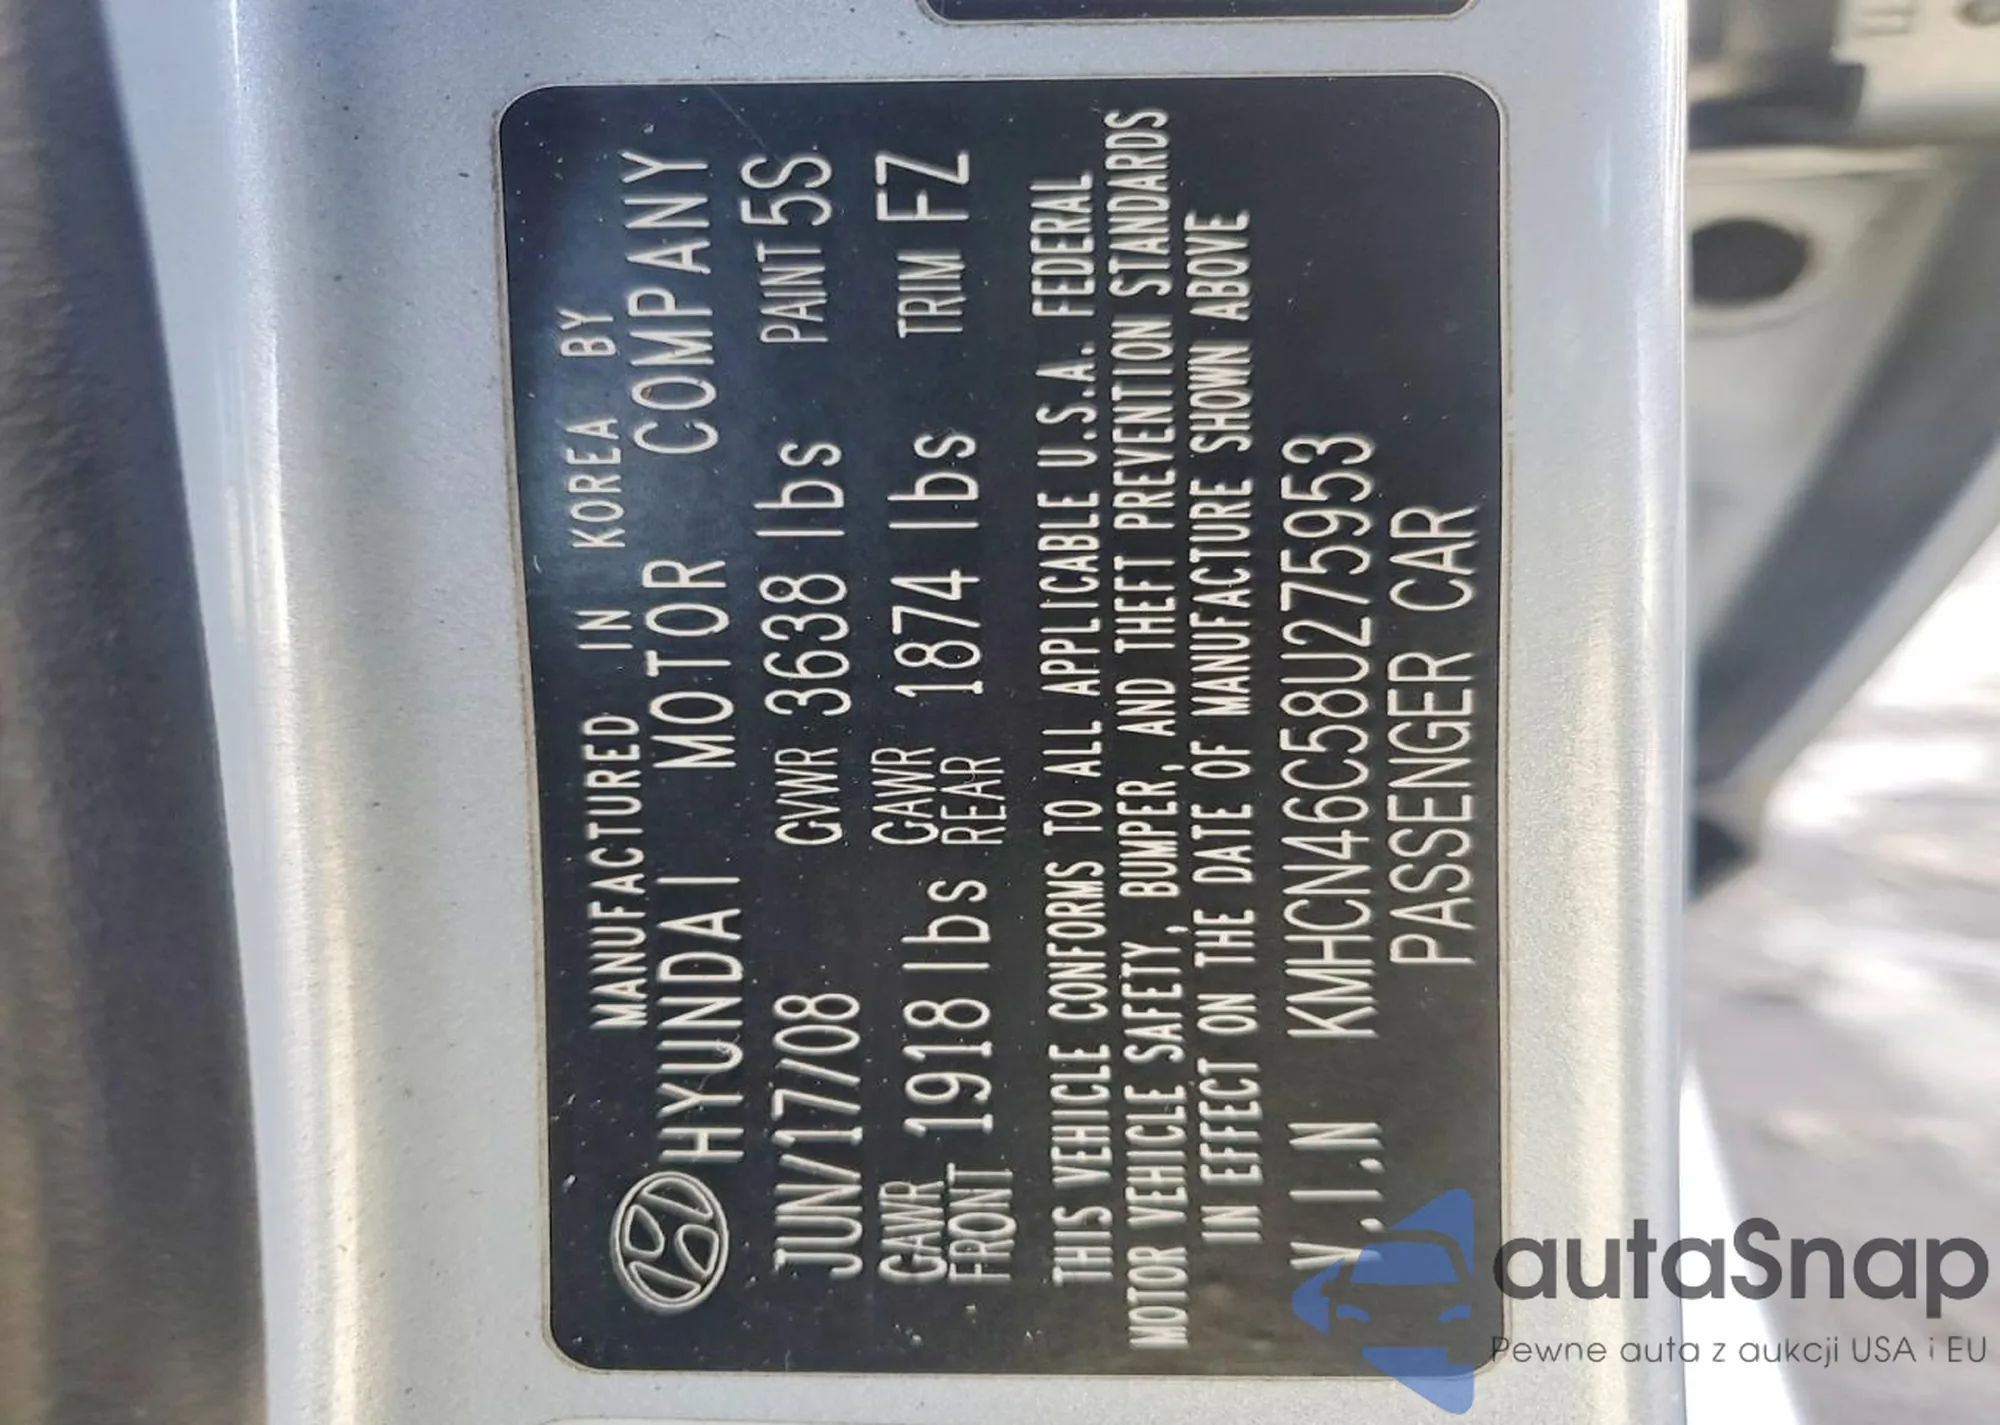 MANUFACTURED IN KOREA BY
HYUNDAI MOTOR COMPANY
JUN/17/08 GVWR 3638 lbs PAINT 5S
GAWR FRONT 1918 lbs GAWR REAR 1874 lbs TRIM FZ
THIS VEHICLE CONFORMS TO ALL APPLICABLE U.S.A. FEDERAL
MOTOR VEHICLE SAFETY, BUMPER, AND THEFT PREVENTION STANDARDS
IN EFFECT ON THE DATE OF MANUFACTURE SHOWN ABOVE
V.I.N KMHCN46C58U275953
PASSENGER CAR
autaSnap
Pewne auta z aukcji USA i EU